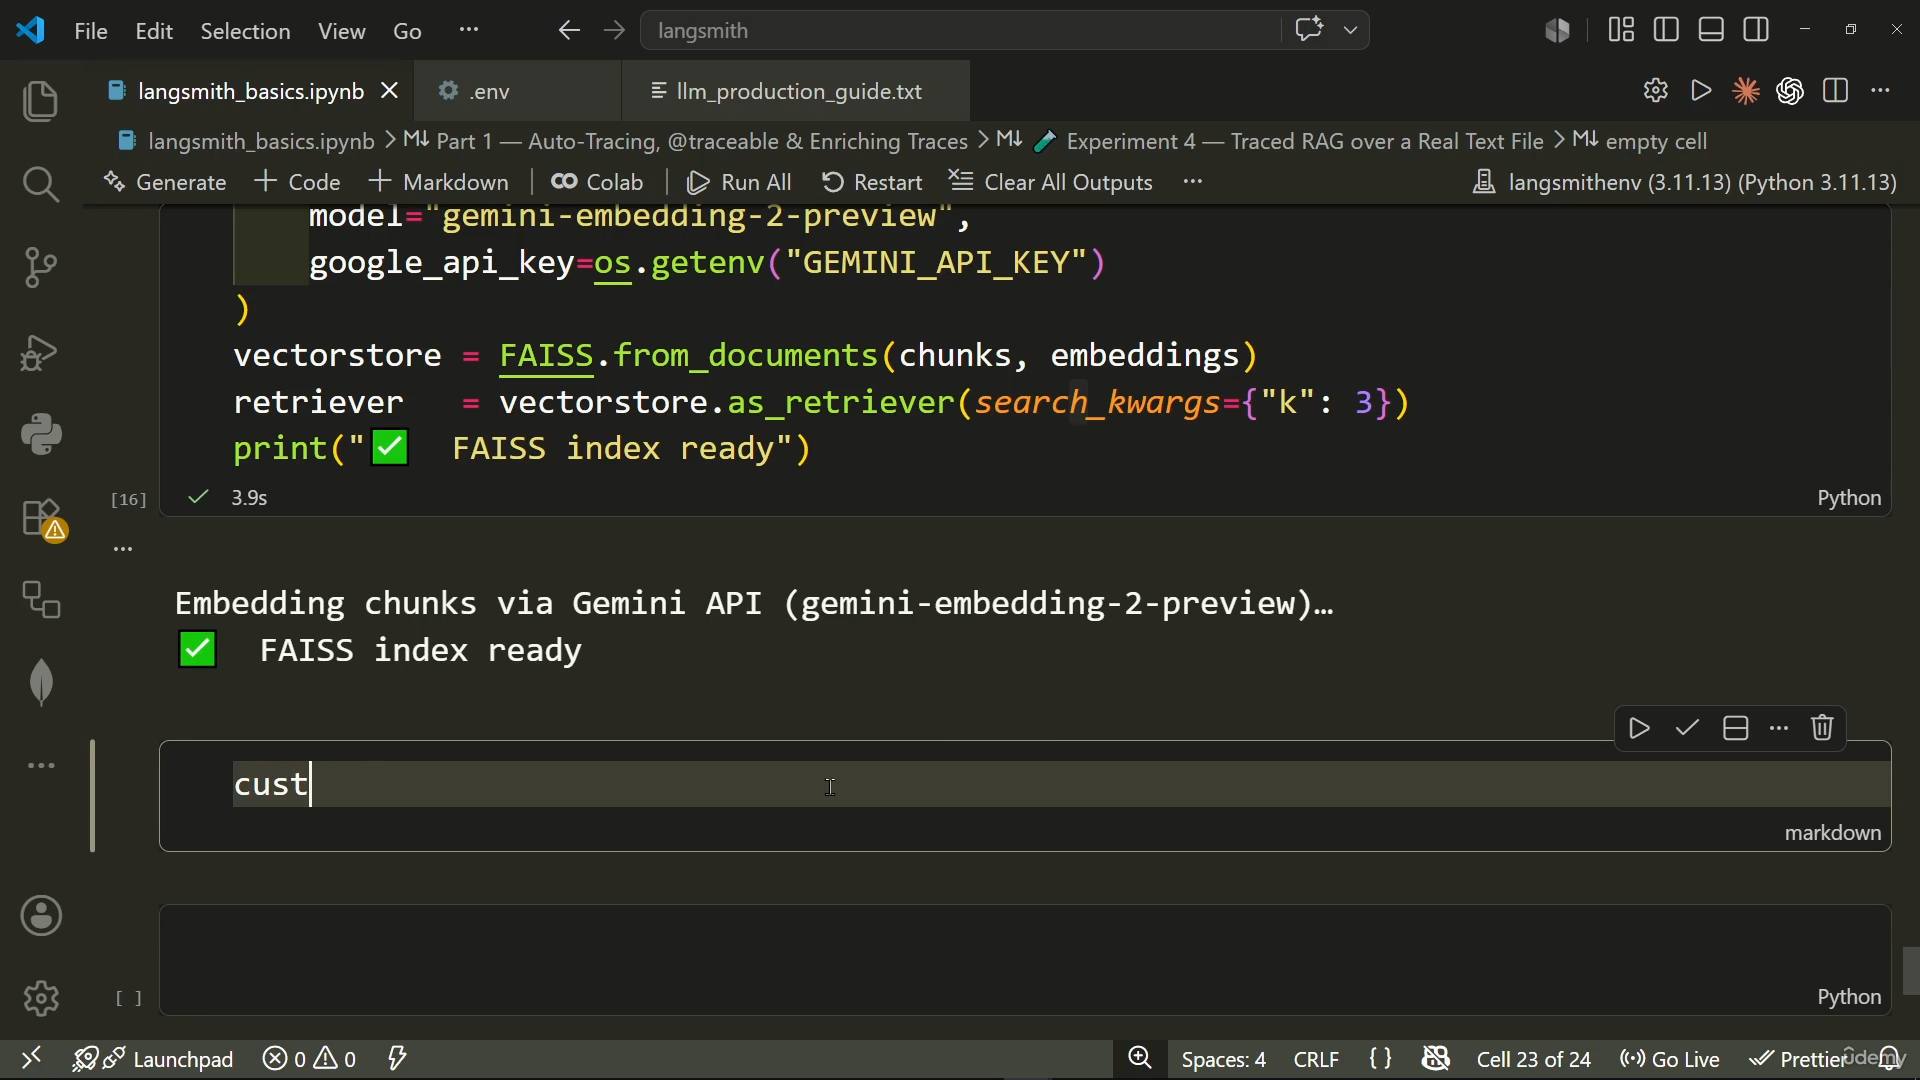 File Edit Selection View Go ···
langsmith
langsmith_basics.ipynb .env llm_production_guide.txt
langsmith_basics.ipynb > M↓ Part 1 — Auto-Tracing, @traceable & Enriching Traces > M↓ 🧪 Experiment 4 — Traced RAG over a Real Text File > M↓ empty cell
Generate + Code + Markdown Colab Run All Restart Clear All Outputs ··· langsmithenv (3.11.13) (Python 3.11.13)
model="gemini-embedding-2-preview",
google_api_key=os.getenv("GEMINI_API_KEY")
)
vectorstore = FAISS.from_documents(chunks, embeddings)
retriever   = vectorstore.as_retriever(search_kwargs={"k": 3})
print("✅  FAISS index ready")
[16] 3.9s Python
...
Embedding chunks via Gemini API (gemini-embedding-2-preview)…
✅  FAISS index ready
cust
markdown
[ ] Python
Launchpad 0 0 Spaces: 4 CRLF { } Cell 23 of 24 Go Live Prettier
udemy